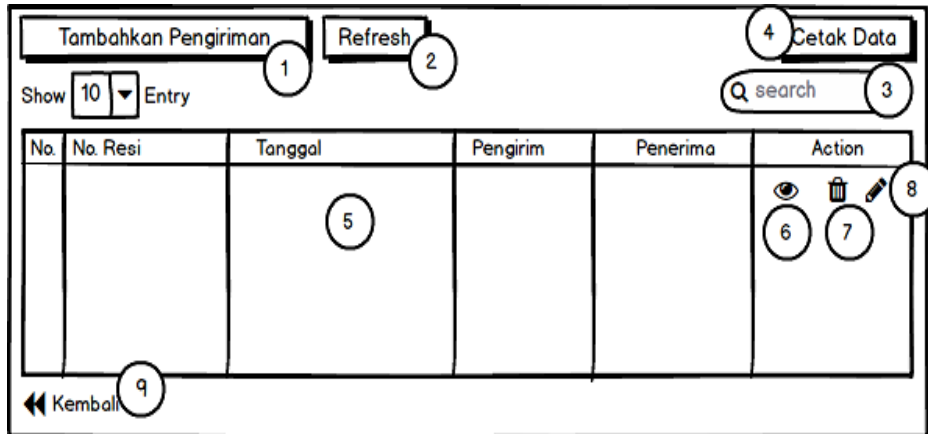 Tambahkan Pengiriman 1 Refresh 2 4 Cetak Data
Show 10 Entry search 3
No. No. Resi Tanggal Pengirim Penerima Action
5 6 7 8
Kembali 9